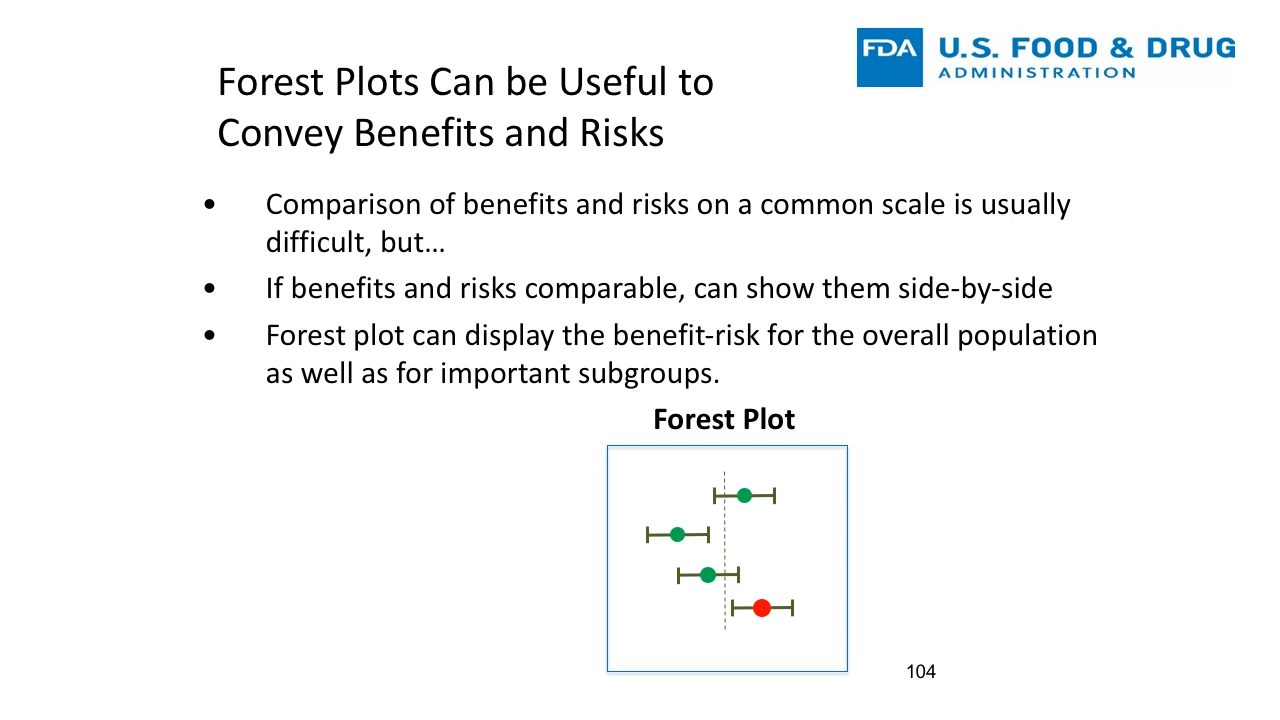 FDA
U.S. FOOD & DRUG
ADMINISTRATION
Forest Plots Can be Useful to
Convey Benefits and Risks
• Comparison of benefits and risks on a common scale is usually
difficult, but…
• If benefits and risks comparable, can show them side-by-side
• Forest plot can display the benefit-risk for the overall population
as well as for important subgroups.
Forest Plot
104